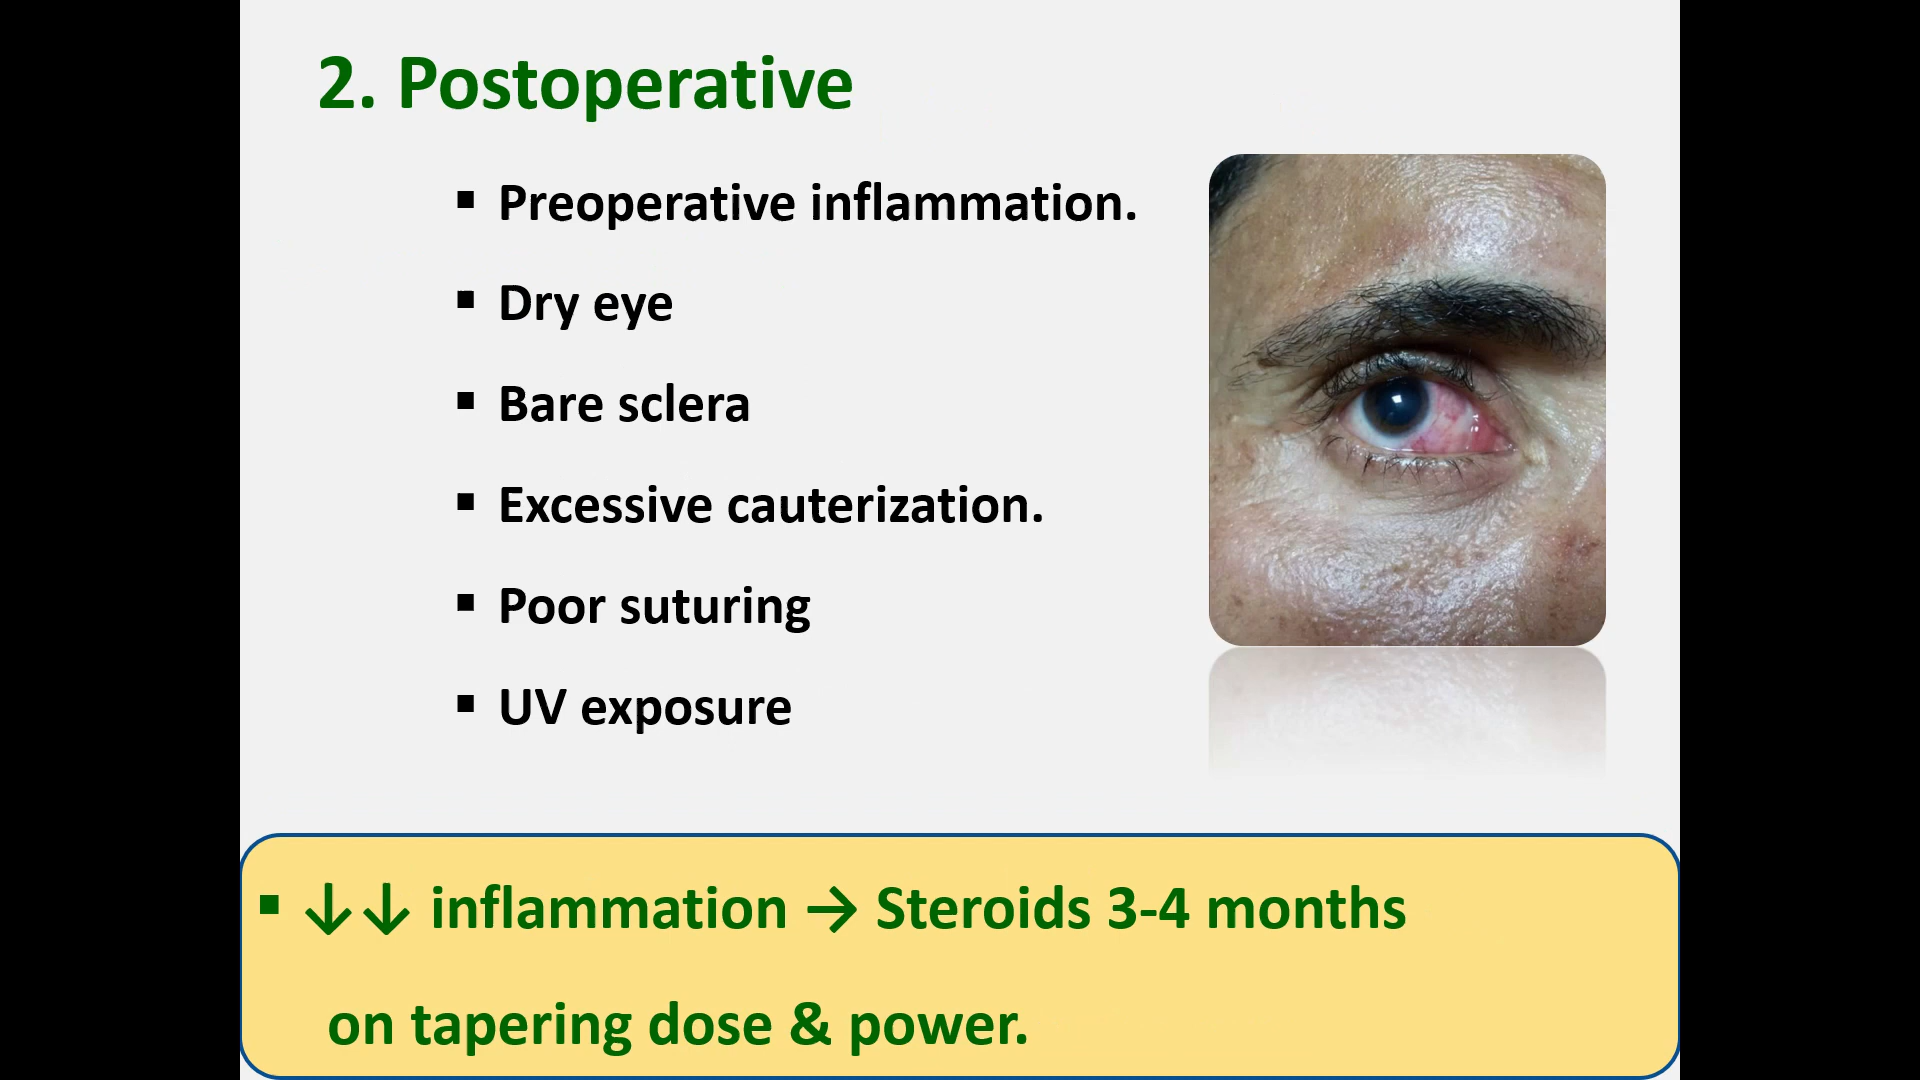 2. Postoperative
▪ Preoperative inflammation.
▪ Dry eye
▪ Bare sclera
▪ Excessive cauterization.
▪ Poor suturing
▪ UV exposure
▪ ↓↓ inflammation → Steroids 3-4 months
on tapering dose & power.